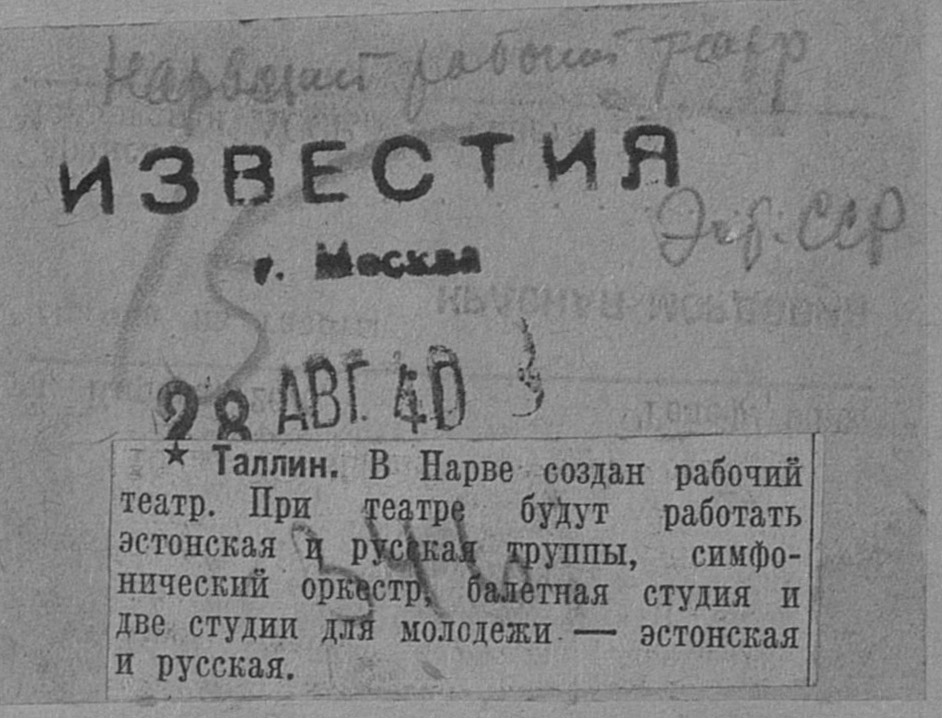 Нарвский рабочий театр
ИЗВЕСТИЯ
Эст. ССР
г. Москва
28 АВГ. 40
★ Таллин. В Нарве создан рабочий
театр. При театре будут работать
эстонская и русская труппы, симфо-
нический оркестр, балетная студия и
две студии для молодежи — эстонская
и русская.